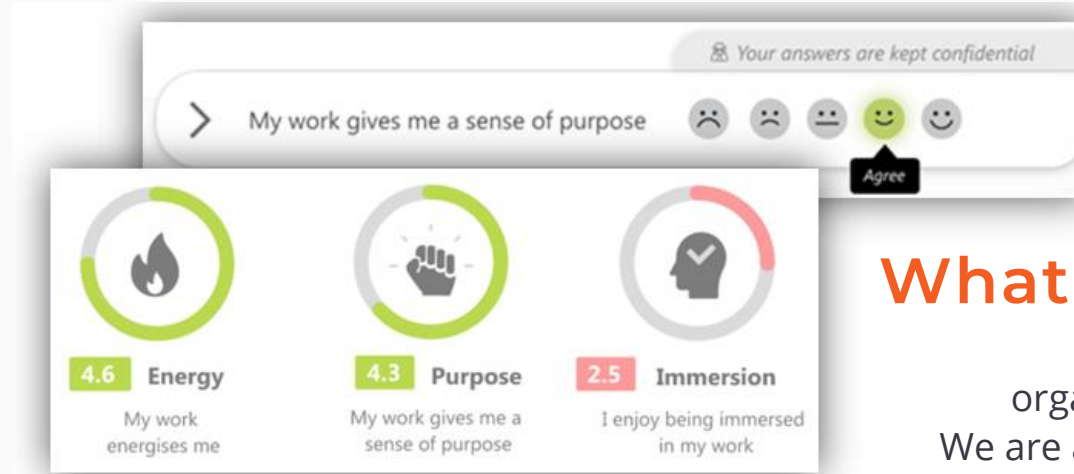 Your answers are kept confidential
My work gives me a sense of purpose
Agree
What
4.6 Energy
4.3 Purpose
2.5 Immersion
My work
energises me
My work gives me a
sense of purpose
I enjoy being immersed
in my work
We are